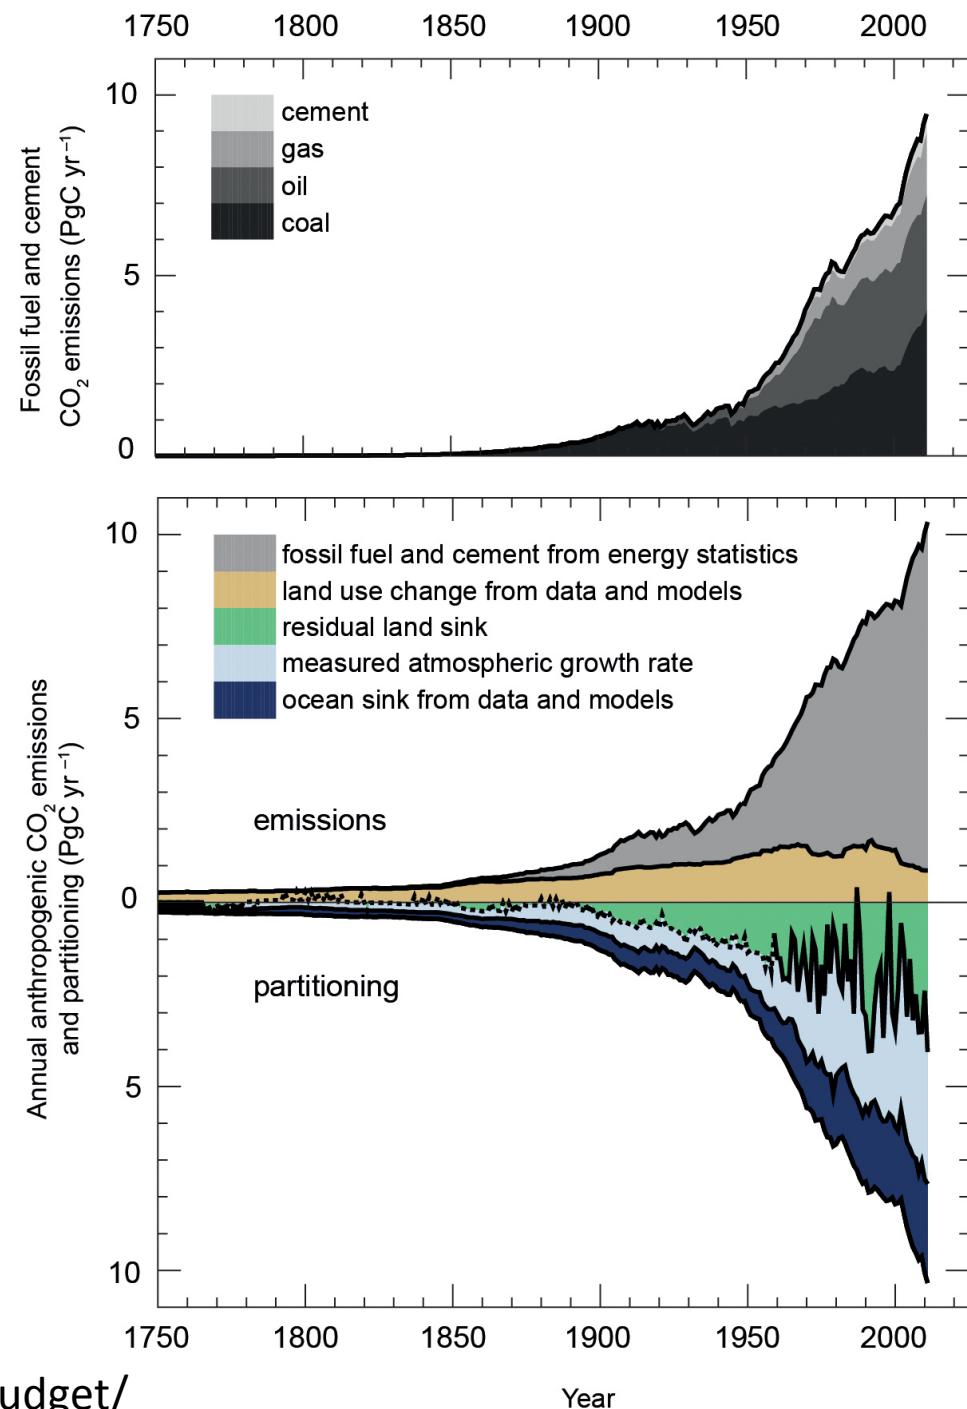 1750 1800 1850 1900 1950 2000
10
5
0
Fossil fuel and cement
CO2 emissions (PgC yr−1)
cement
gas
oil
coal
10
5
0
5
10
Annual anthropogenic CO2 emissions
and partitioning (PgC yr−1)
fossil fuel and cement from energy statistics
land use change from data and models
residual land sink
measured atmospheric growth rate
ocean sink from data and models
emissions
partitioning
1750 1800 1850 1900 1950 2000
Year
udget/